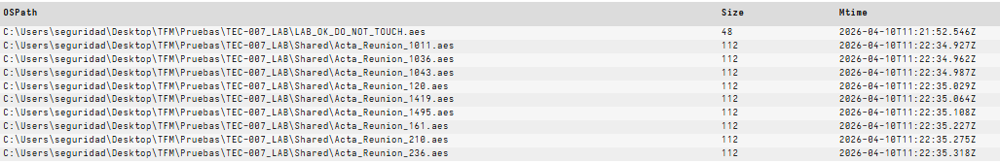 OSPath Size Mtime
C:\Users\seguridad\Desktop\TFM\Pruebas\TEC-007_LAB\LAB_OK_DO_NOT_TOUCH.aes 48 2026-04-10T11:21:52.546Z
C:\Users\seguridad\Desktop\TFM\Pruebas\TEC-007_LAB\Shared\Acta_Reunion_1011.aes 112 2026-04-10T11:22:34.927Z
C:\Users\seguridad\Desktop\TFM\Pruebas\TEC-007_LAB\Shared\Acta_Reunion_1036.aes 112 2026-04-10T11:22:34.962Z
C:\Users\seguridad\Desktop\TFM\Pruebas\TEC-007_LAB\Shared\Acta_Reunion_1043.aes 112 2026-04-10T11:22:34.987Z
C:\Users\seguridad\Desktop\TFM\Pruebas\TEC-007_LAB\Shared\Acta_Reunion_120.aes 112 2026-04-10T11:22:35.029Z
C:\Users\seguridad\Desktop\TFM\Pruebas\TEC-007_LAB\Shared\Acta_Reunion_1419.aes 112 2026-04-10T11:22:35.064Z
C:\Users\seguridad\Desktop\TFM\Pruebas\TEC-007_LAB\Shared\Acta_Reunion_1495.aes 112 2026-04-10T11:22:35.108Z
C:\Users\seguridad\Desktop\TFM\Pruebas\TEC-007_LAB\Shared\Acta_Reunion_161.aes 112 2026-04-10T11:22:35.227Z
C:\Users\seguridad\Desktop\TFM\Pruebas\TEC-007_LAB\Shared\Acta_Reunion_210.aes 112 2026-04-10T11:22:35.275Z
C:\Users\seguridad\Desktop\TFM\Pruebas\TEC-007_LAB\Shared\Acta_Reunion_236.aes 112 2026-04-10T11:22:35.318Z